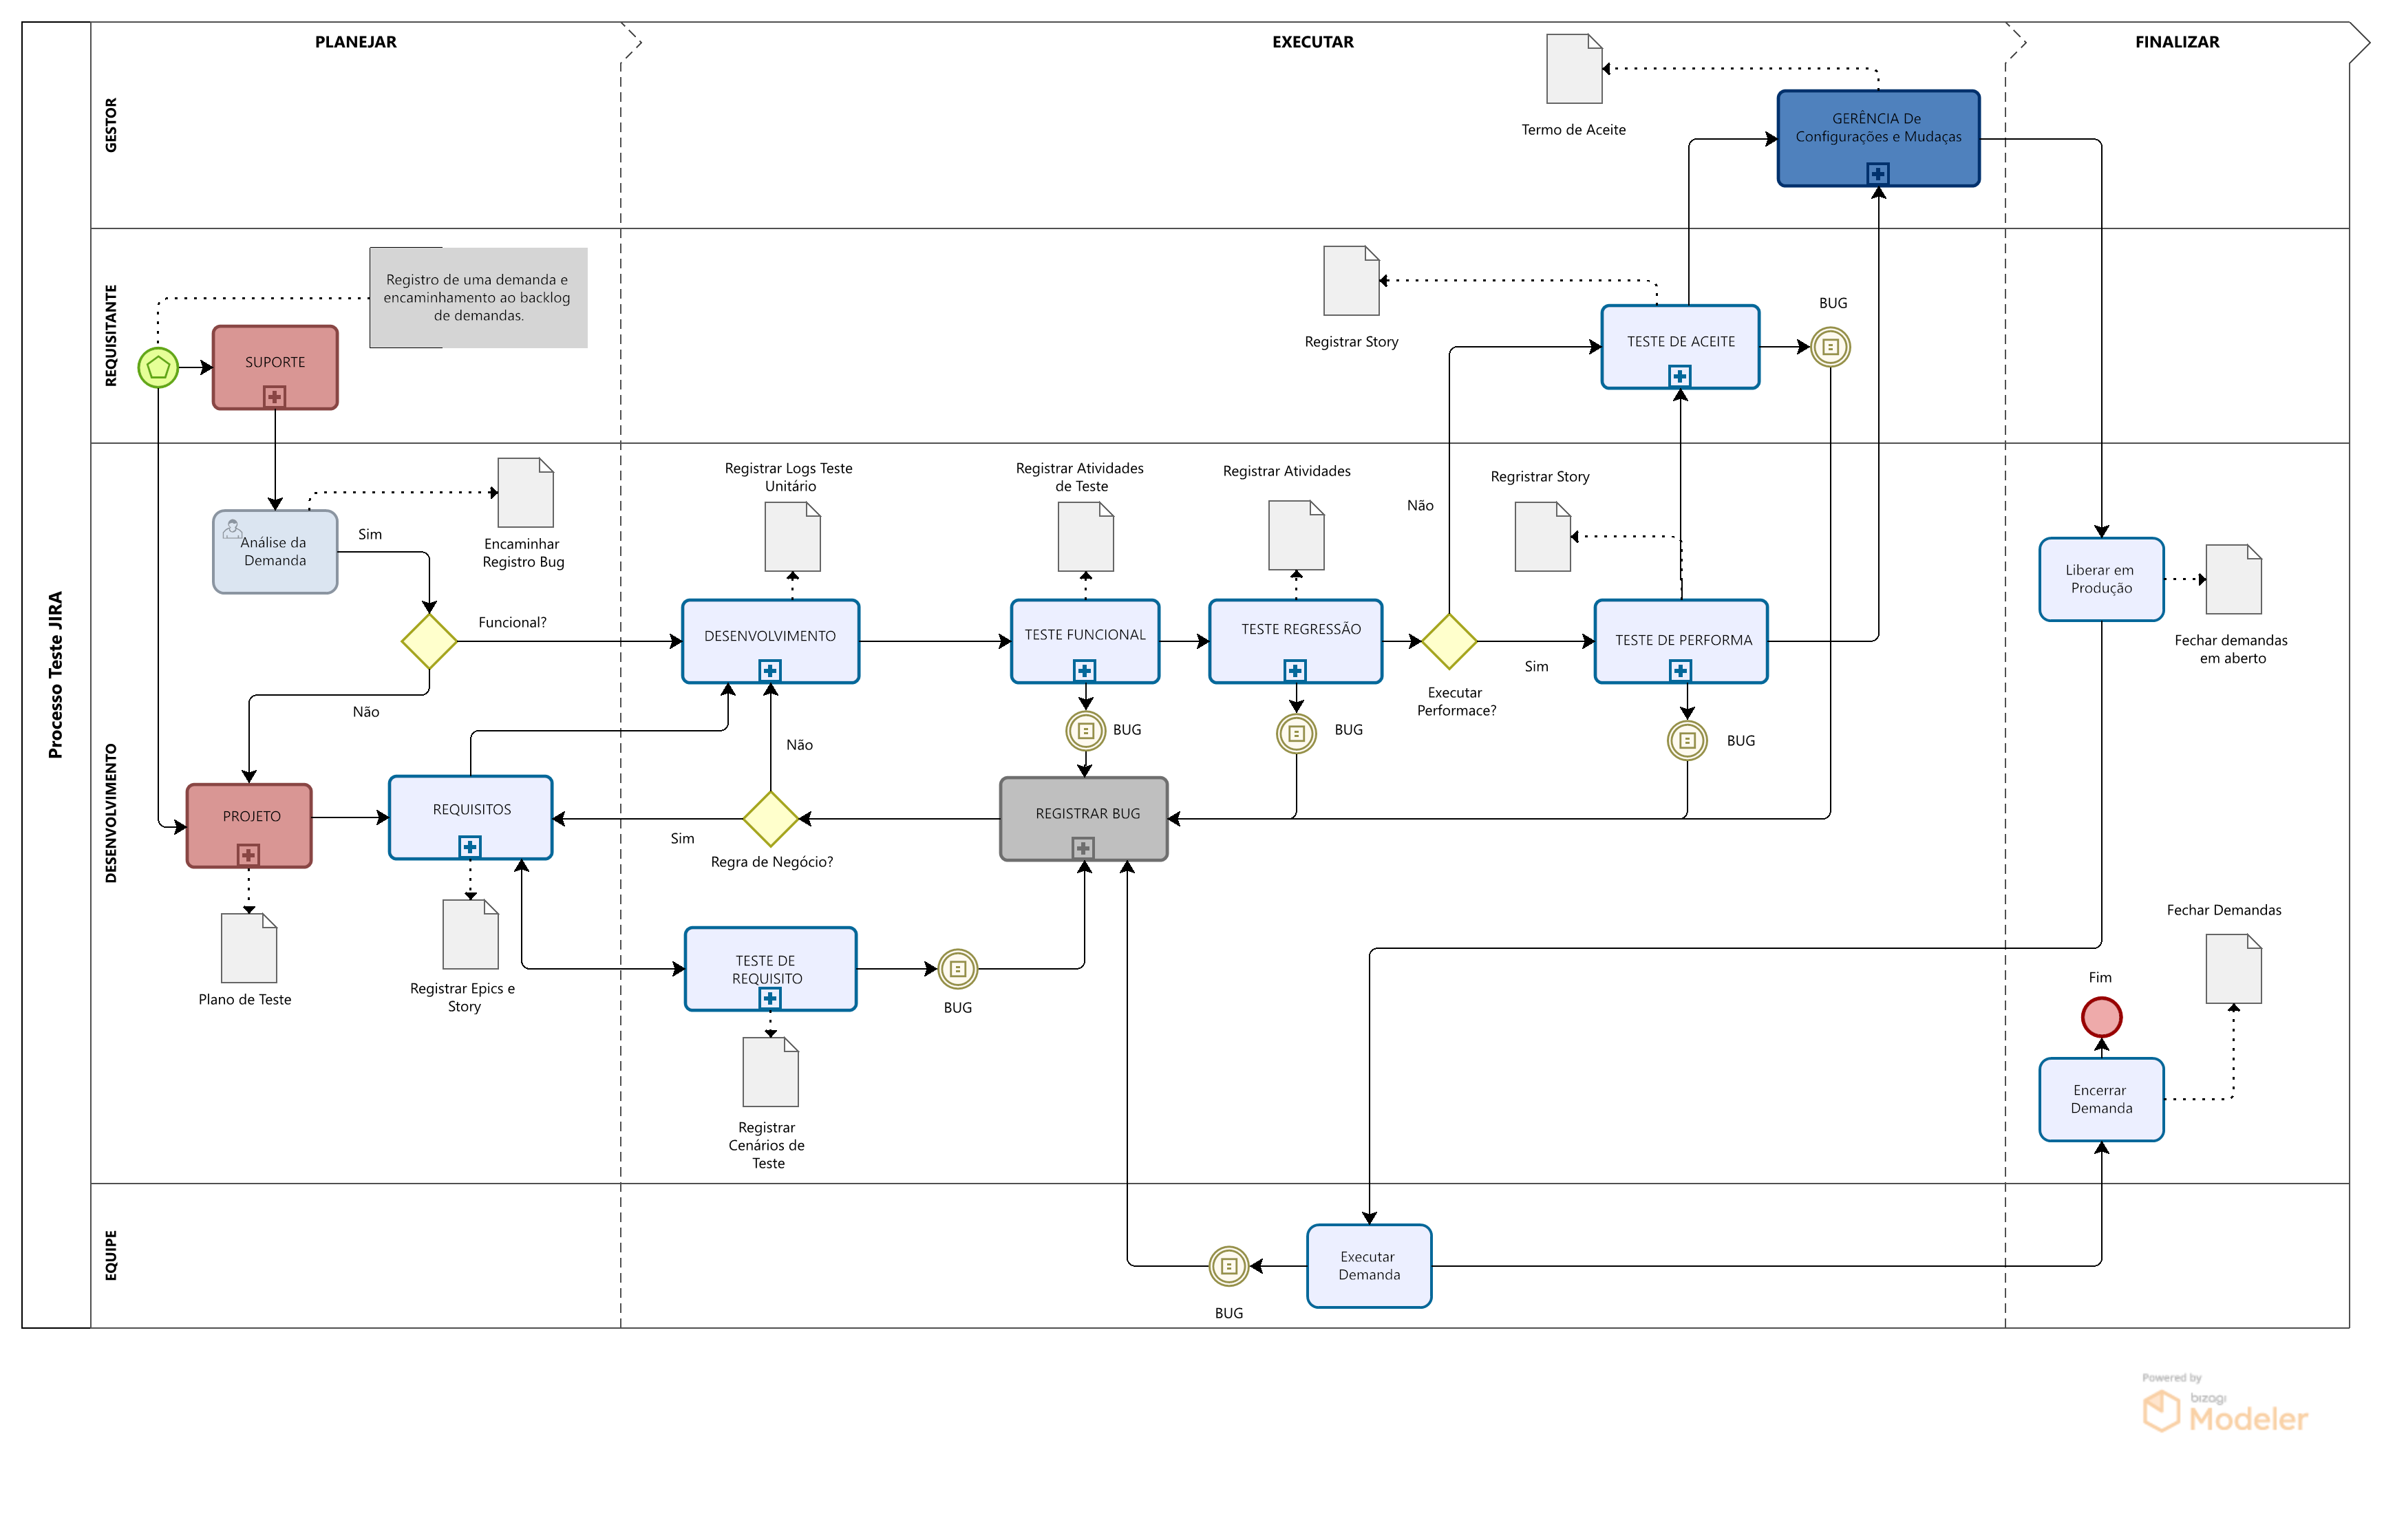 PLANEJAR
EXECUTAR
FINALIZAR
Processo Teste JIRA
GESTOR
Termo de Aceite
GERÊNCIA De
Configurações e Mudaças
REQUISITANTE
Registro de uma demanda e
encaminhamento ao backlog
de demandas.
SUPORTE
Registrar Story
TESTE DE ACEITE
BUG
DESENVOLVIMENTO
Análise da
Demanda
Sim
Encaminhar
Registro Bug
Funcional?
Não
Registrar Logs Teste
Unitário
DESENVOLVIMENTO
Registrar Atividades
de Teste
TESTE FUNCIONAL
BUG
Registrar Atividades
TESTE REGRESSÃO
BUG
Não
Sim
Executar
Performace?
Regristrar Story
TESTE DE PERFORMA
BUG
Liberar em
Produção
Fechar demandas
em aberto
PROJETO
Plano de Teste
REQUISITOS
Registrar Epics e
Story
Não
Sim
Regra de Negócio?
REGISTRAR BUG
TESTE DE
REQUISITO
BUG
Registrar
Cenários de
Teste
Fechar Demandas
Fim
Encerrar
Demanda
EQUIPE
BUG
Executar
Demanda
Powered by
bizagi
Modeler